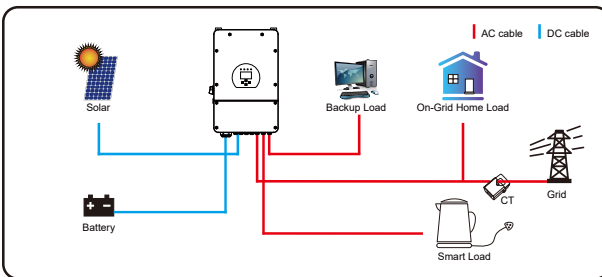 AC cable
DC cable
Solar
Backup Load
On-Grid Home Load
CT
Grid
Battery
Smart Load